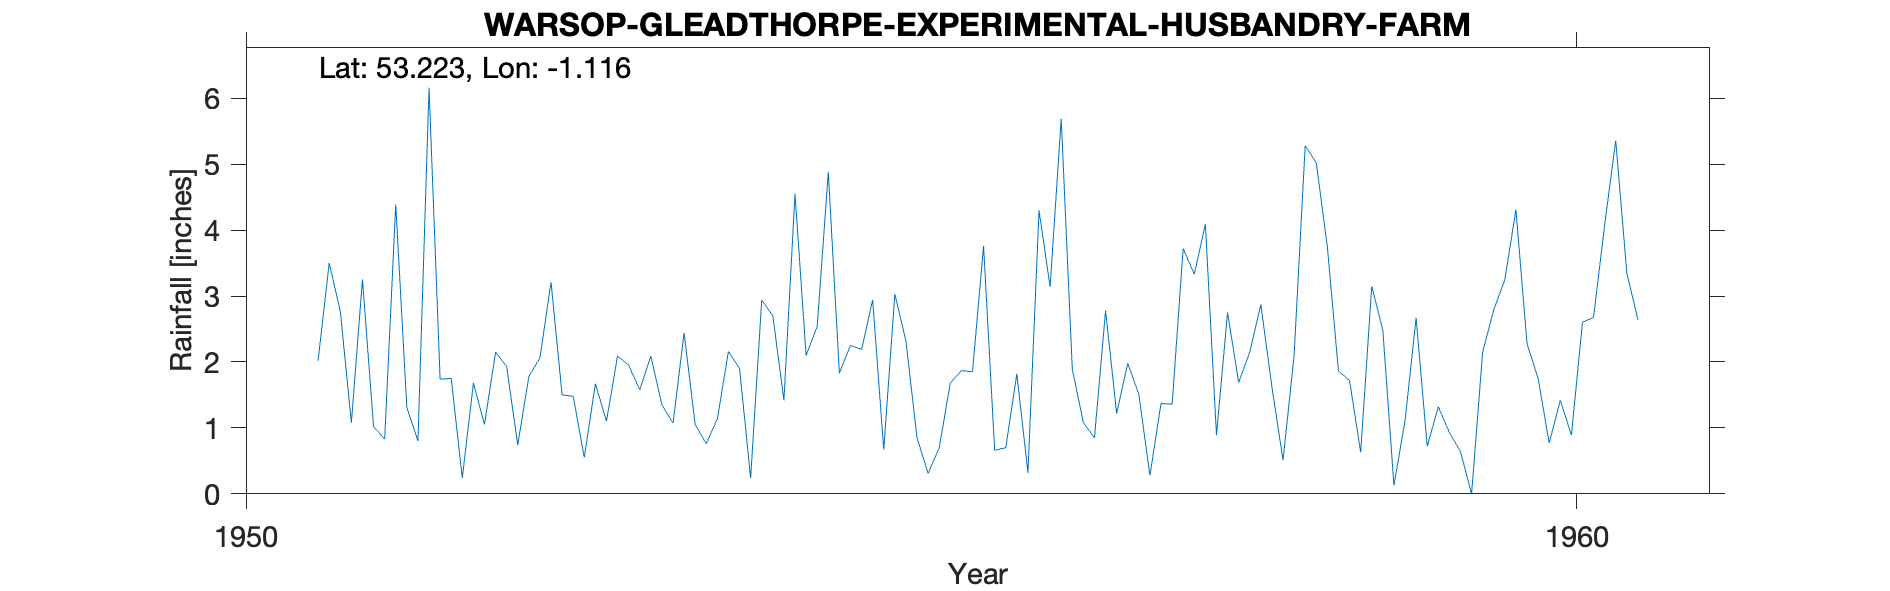 WARSOP-GLEADTHORPE-EXPERIMENTAL-HUSBANDRY-FARM
Lat: 53.223, Lon: -1.116
Rainfall [inches]
6
5
4
3
2
1
0
1950
1960
Year